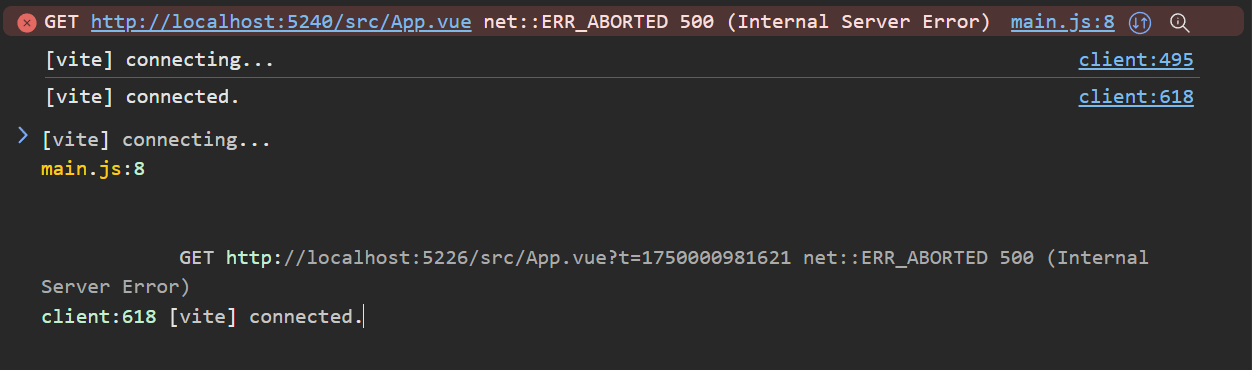 GET http://localhost:5240/src/App.vue net::ERR_ABORTED 500 (Internal Server Error) main.js:8
[vite] connecting... client:495
[vite] connected. client:618
[vite] connecting...
main.js:8
GET http://localhost:5226/src/App.vue?t=1750000981621 net::ERR_ABORTED 500 (Internal
Server Error)
client:618 [vite] connected.